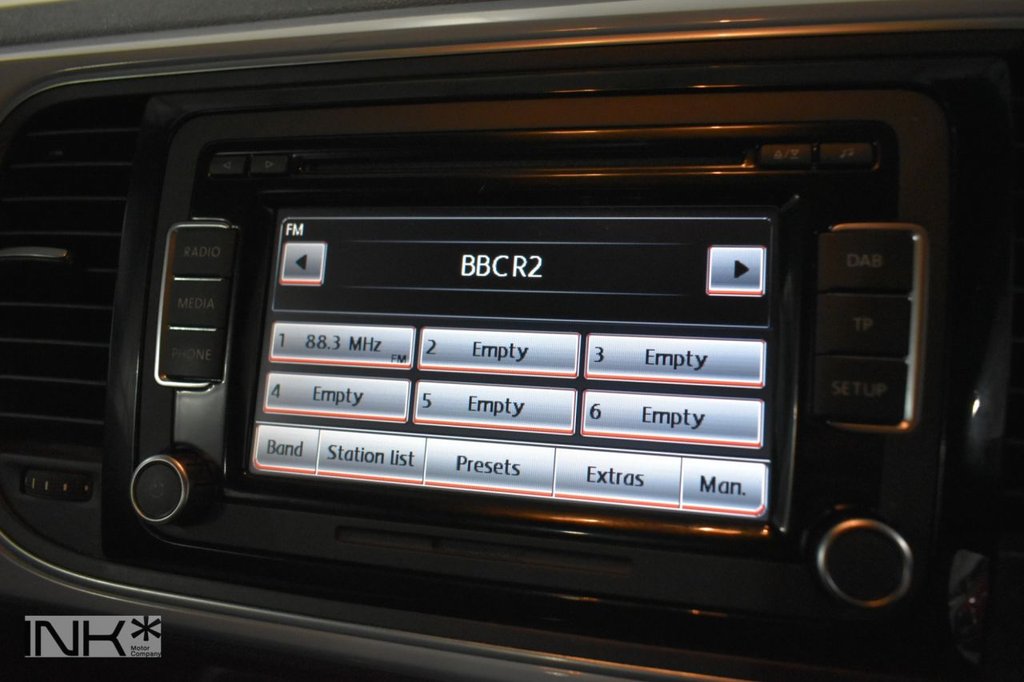 FM
BBC R2
RADIO
MEDIA
PHONE
DAB
TP
SETUP
1 88.3 MHz FM
2 Empty
3 Empty
4 Empty
5 Empty
6 Empty
Band Station list Presets Extras Man.
INK*
Motor
Company